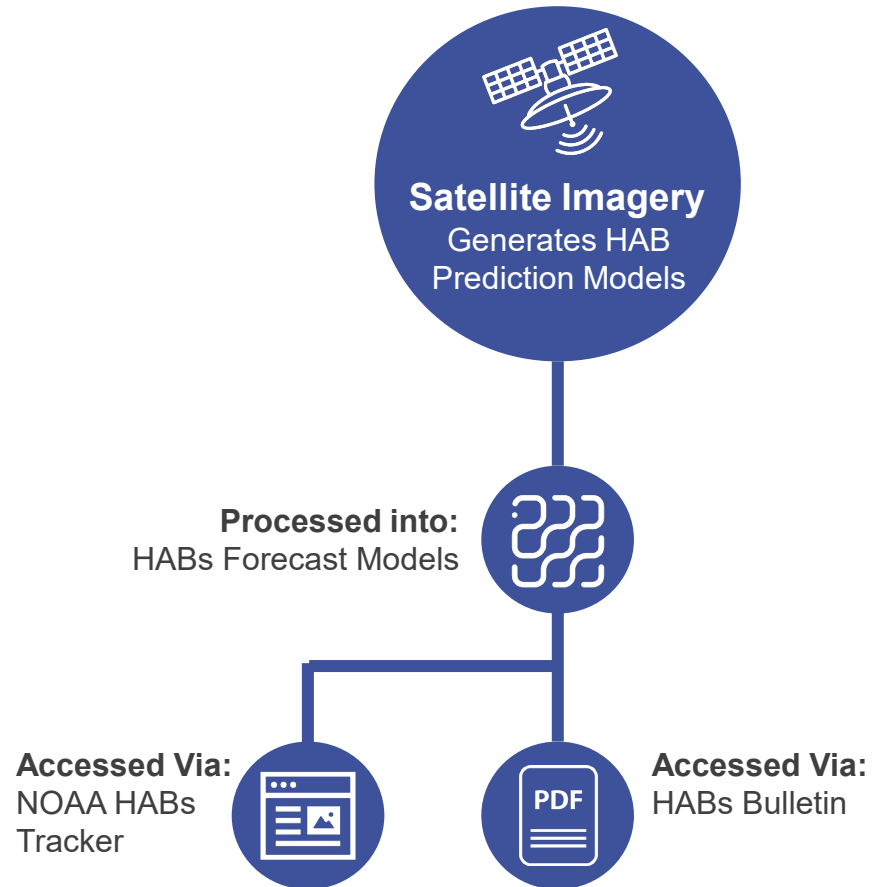 Satellite Imagery
Generates HAB
Prediction Models
Processed into:
HABs Forecast Models
Accessed Via:
NOAA HABs
Tracker
PDF
Accessed Via:
HABs Bulletin